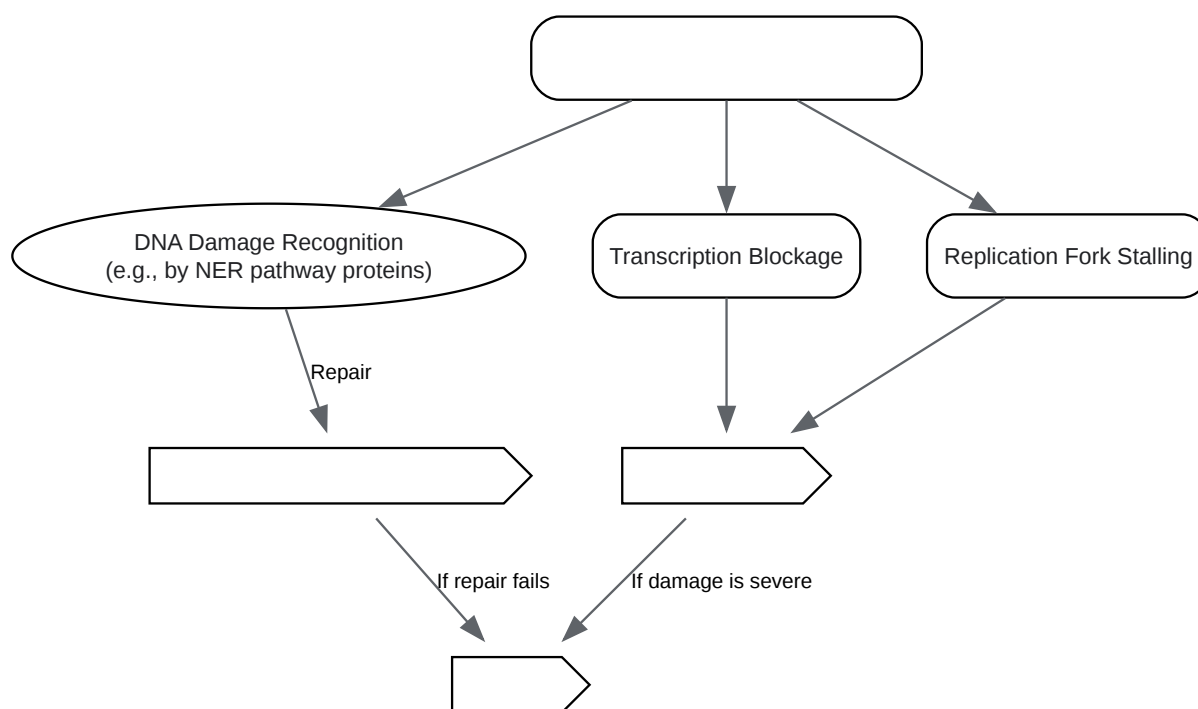 DNA Damage Recognition
(e.g., by NER pathway proteins)
Transcription Blockage
Replication Fork Stalling
Repair
If repair fails
If damage is severe